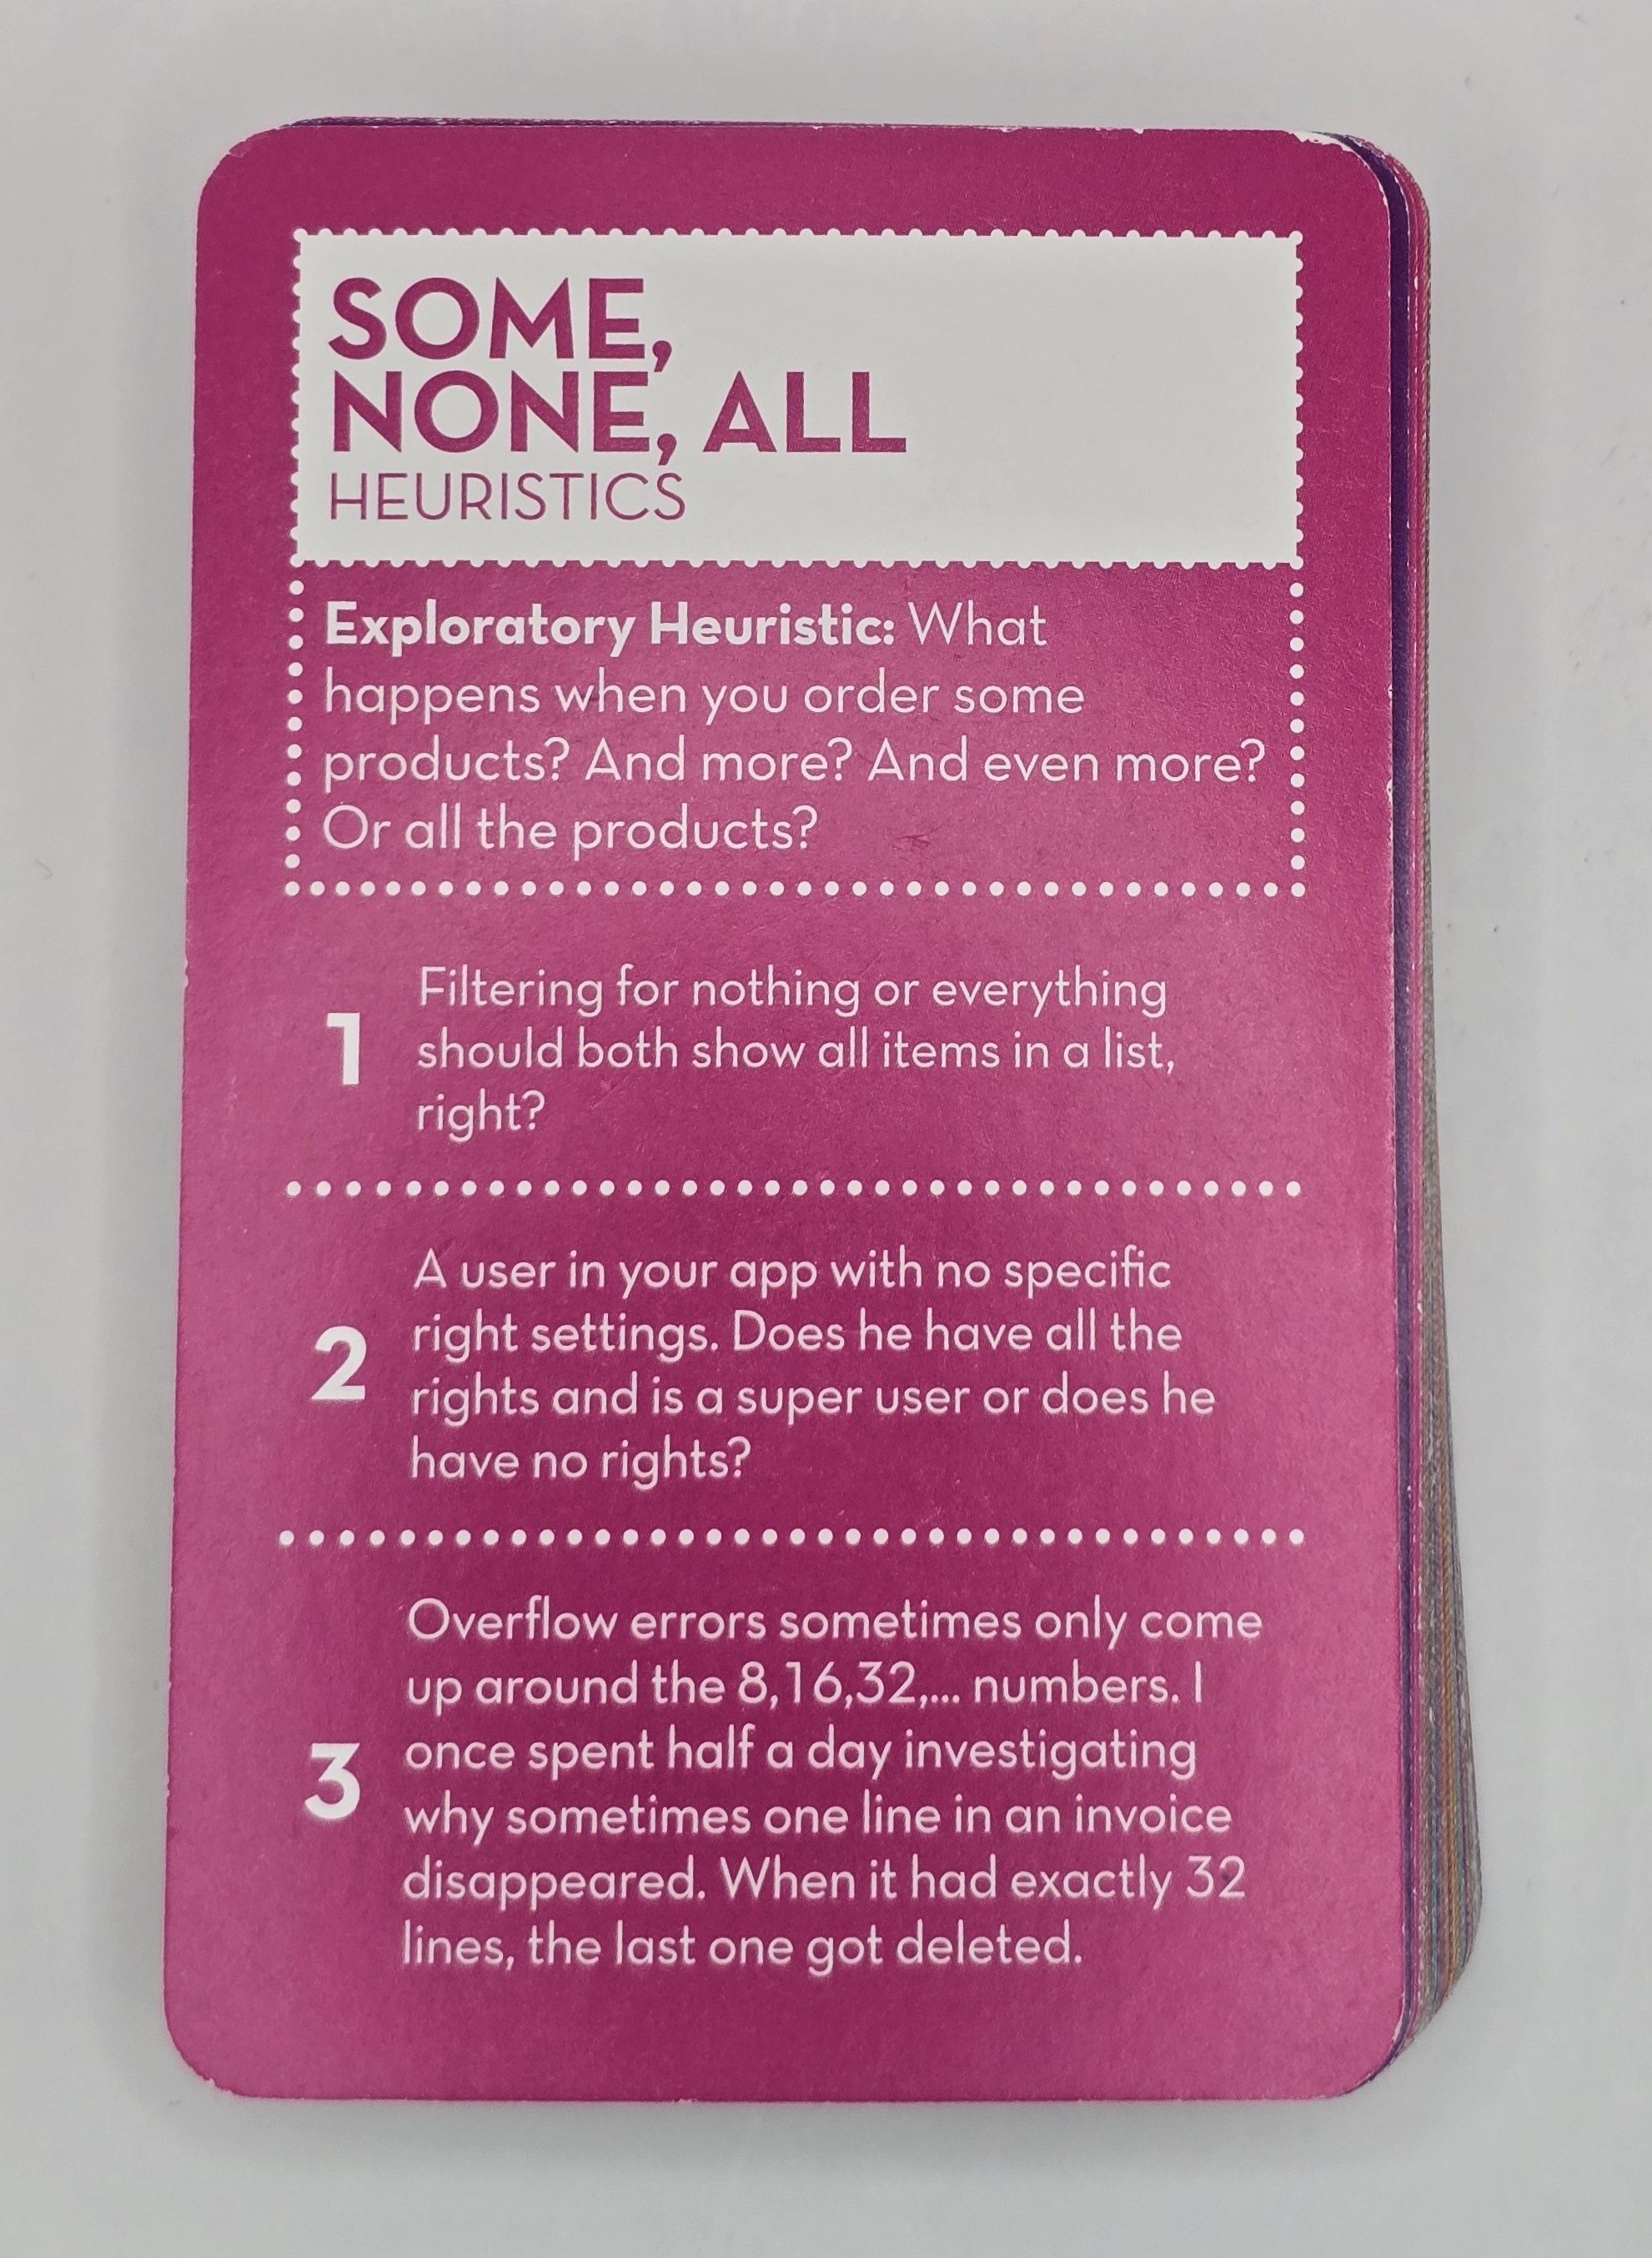 SOME,
NONE, ALL
HEURISTICS
Exploratory Heuristic: What
happens when you order some
products? And more? And even more?
Or all the products?
1
Filtering for nothing or everything
should both show all items in a list,
right?
2
A user in your app with no specific
right settings. Does he have all the
rights and is a super user or does he
have no rights?
3
Overflow errors sometimes only come
up around the 8,16,32,... numbers. I
once spent half a day investigating
why sometimes one line in an invoice
disappeared. When it had exactly 32
lines, the last one got deleted.